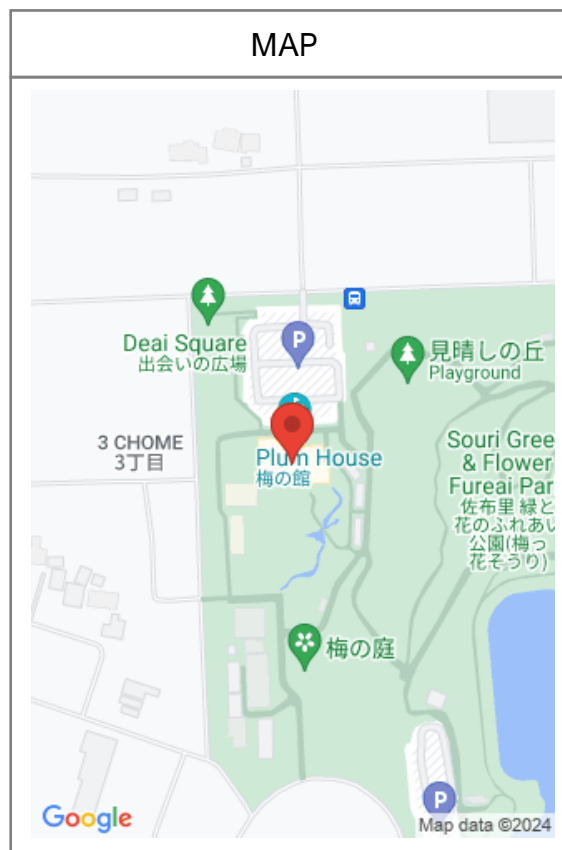 MAP
Deai Square
出会いの広場
P
見晴しの丘
Playground
3 CHOME
3丁目
Plum House
梅の館
Souri Gree
& Flower
Fureai Par
佐布里 緑と
花のふれあい
公園(梅っ
花そうり)
梅の庭
P
Google
Map data ©2024